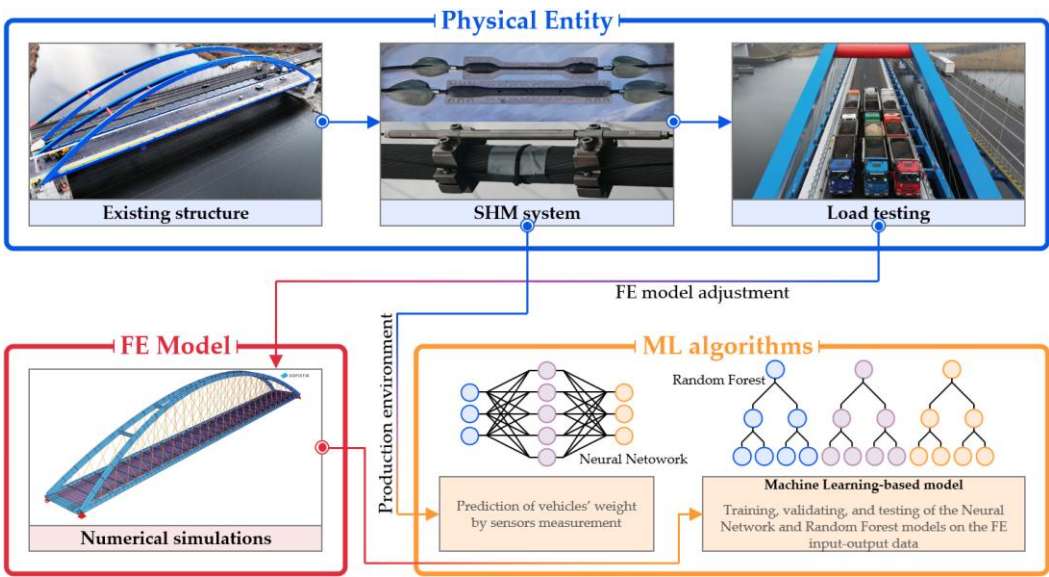 Physical Entity
Existing structure
SHM system
Load testing
FE model adjustment
Production environment
FE Model
Numerical simulations
ML algorithms
Neural Netowork
Random Forest
Prediction of vehicles' weight
by sensors measurement
Machine Learning-based model
Training, validating, and testing of the Neural
Network and Random Forest models on the FE
input-output data